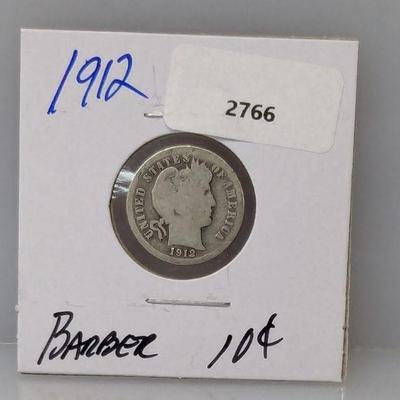 1912
2766
UNITED STATES OF AMERICA
1912
BARBER 10¢